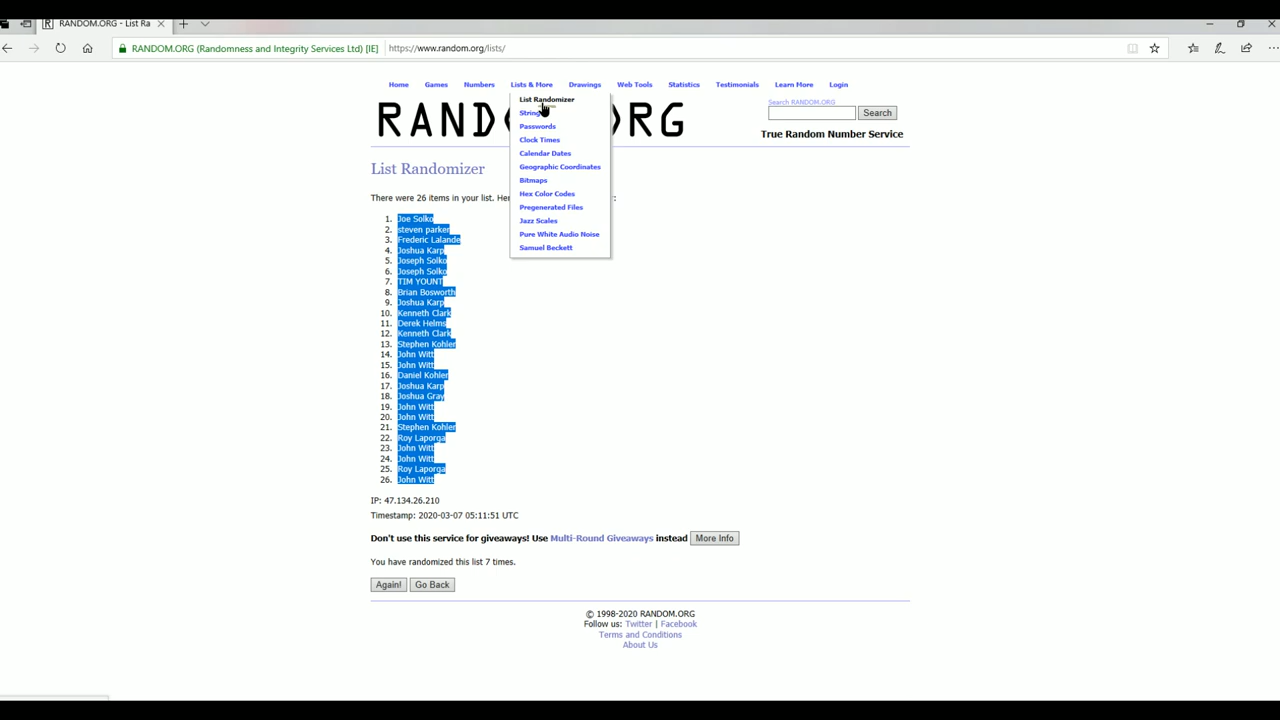 RANDOM.ORG - List Ra
RANDOM.ORG (Randomness and Integrity Services Ltd) [IE]
https://www.random.org/lists/
Home Games Numbers Lists & More Drawings Web Tools Statistics Testimonials Learn More Login
List Randomizer
Passwords
Clock Times
Calendar Dates
Geographic Coordinates
Bitmaps
Hex Color Codes
Pregenerated Files
Jazz Scales
Pure White Audio Noise
Samuel Beckett
Search RANDOM.ORG
Search
True Random Number Service
List Randomizer
There were 26 items in your list.
1. Joe Solko
2. steven parker
3. Frederic Lalande
4. Joshua Karp
5. Joseph Solko
6. Joseph Solko
7. TIM YOUNT
8. Brian Bosworth
9. Joshua Karp
10. Kenneth Clark
11. Derek Helms
12. Kenneth Clark
13. Stephen Kohler
14. John Witt
15. John Witt
16. Daniel Kohler
17. Joshua Karp
18. Joshua Gray
19. John Witt
20. John Witt
21. Stephen Kohler
22. Roy Laporga
23. John Witt
24. John Witt
25. Roy Laporga
26. John Witt
IP: 47.134.26.210
Timestamp: 2020-03-07 05:11:51 UTC
Don't use this service for giveaways! Use Multi-Round Giveaways instead More Info
You have randomized this list 7 times.
Again! Go Back
© 1998-2020 RANDOM.ORG
Follow us: Twitter | Facebook
Terms and Conditions
About Us